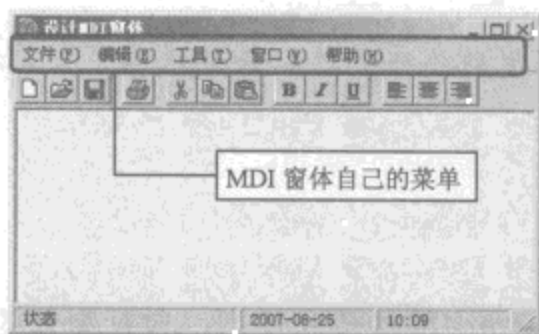 设计MDI窗体
文件(F) 编辑(E) 工具(T) 窗口(W) 帮助(H)
B I U
MDI 窗体自己的菜单
状态 2007-08-25 10:09